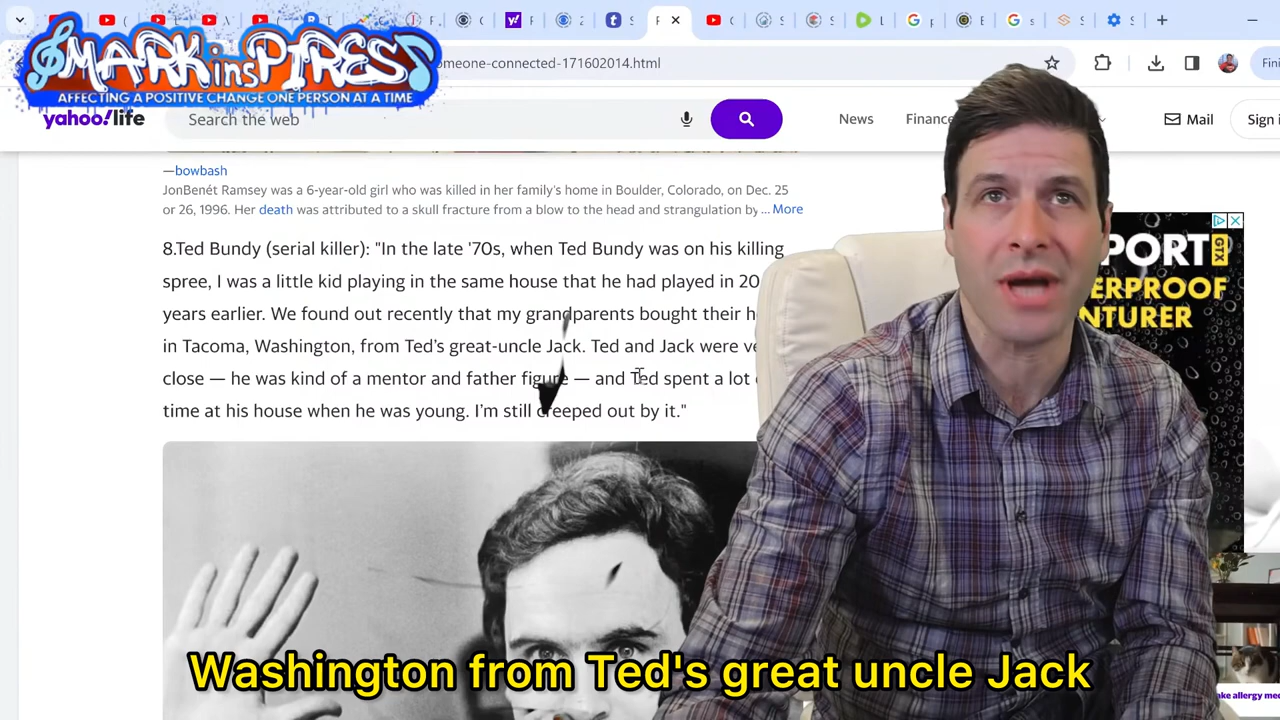 MARKinsPIRES
AFFECTING A POSITIVE CHANGE ONE PERSON AT A TIME
omeone-connected-171602014.html
Fini
yahoo!life
Search the web
News
Finance
Mail
Sign i
—bowbash
JonBenét Ramsey was a 6-year-old girl who was killed in her family's home in Boulder, Colorado, on Dec. 25
or 26, 1996. Her death was attributed to a skull fracture from a blow to the head and strangulation by ... More
8.Ted Bundy (serial killer): "In the late '70s, when Ted Bundy was on his killing
spree, I was a little kid playing in the same house that he had played in 20
years earlier. We found out recently that my grandparents bought their h
in Tacoma, Washington, from Ted's great-uncle Jack. Ted and Jack were ve
close — he was kind of a mentor and father figure — and Ted spent a lot
time at his house when he was young. I'm still creeped out by it."
PORT GTX
ERPROOF
NTURER
ake allergy me
Washington from Ted's great uncle Jack